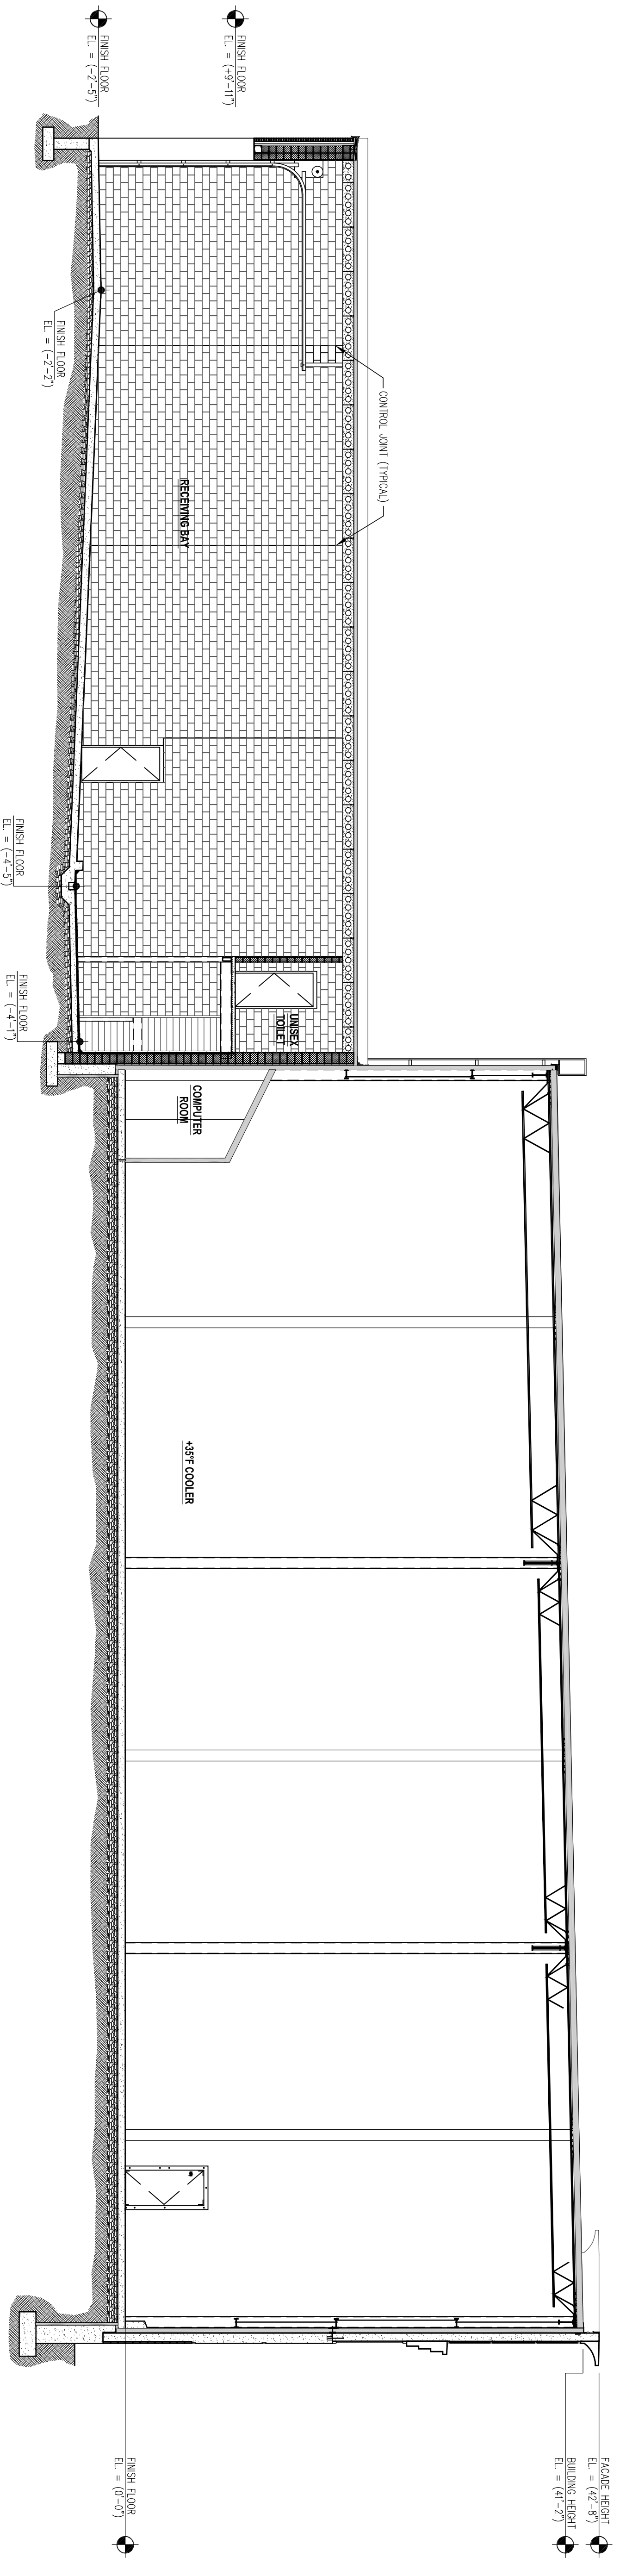 FINISH FLOOR
EL. = (+9'-11")
FINISH FLOOR
EL. = (-2'-5")
CONTROL JOINT (TYPICAL)
FINISH FLOOR
EL. = (-2'-2")
RECEIVING BAY
FINISH FLOOR
EL. = (-4'-5")
FINISH FLOOR
EL. = (-4'-1")
UNISEX
TOILET
COMPUTER
ROOM
+35°F COOLER
FACADE HEIGHT
EL. = (42'-8")
BUILDING HEIGHT
EL. = (41'-2")
FINISH FLOOR
EL. = (0'-0")